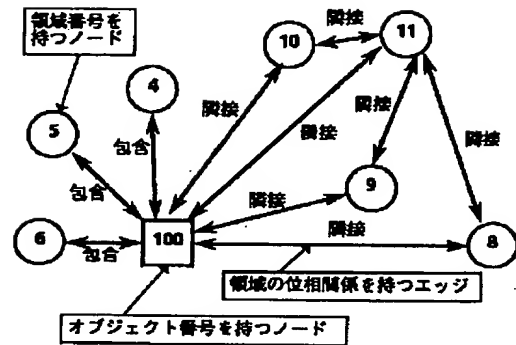 領域番号を
持つノード
10
隣接
11
4
5
隣接
隣接
隣接
隣接
包含
包含
隣接
9
6
包含
100
隣接
8
領域の位相関係を持つエッジ
オブジェクト番号を持つノード